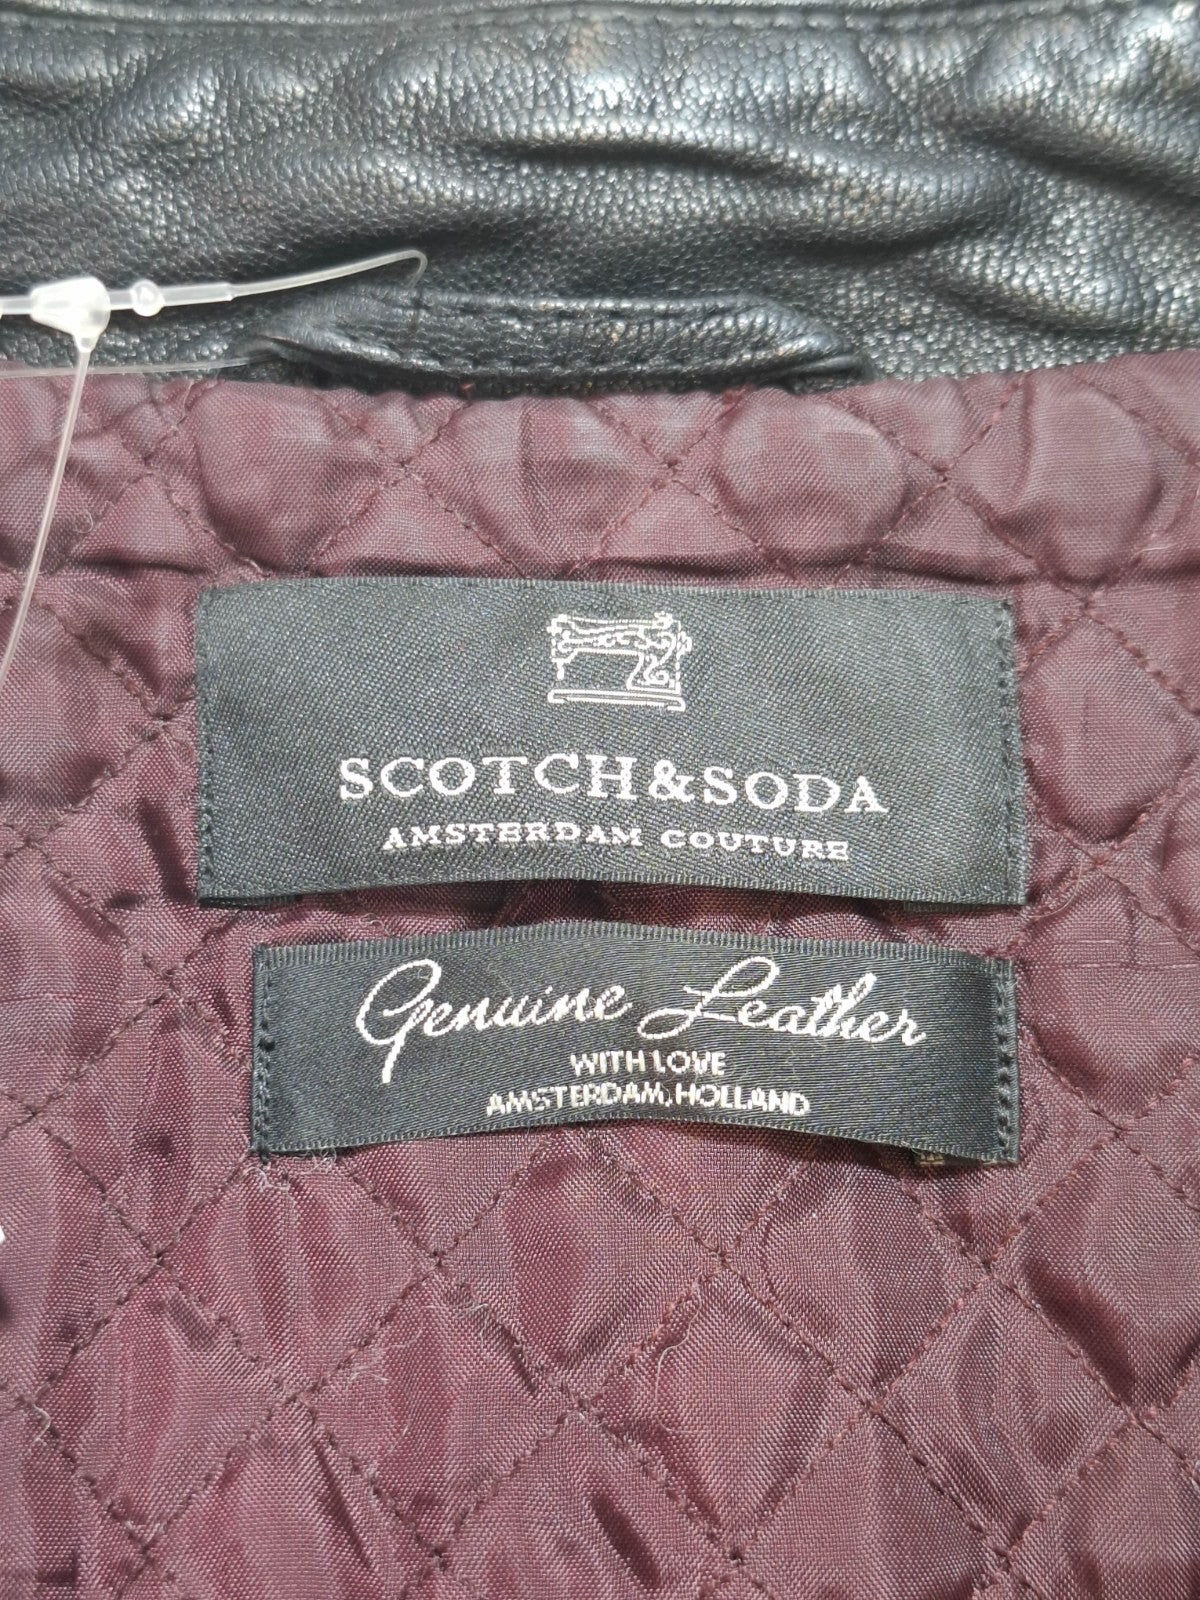 SCOTCH & SODA
AMSTERDAM COUTURE
Genuine Leather
WITH LOVE
AMSTERDAM, HOLLAND